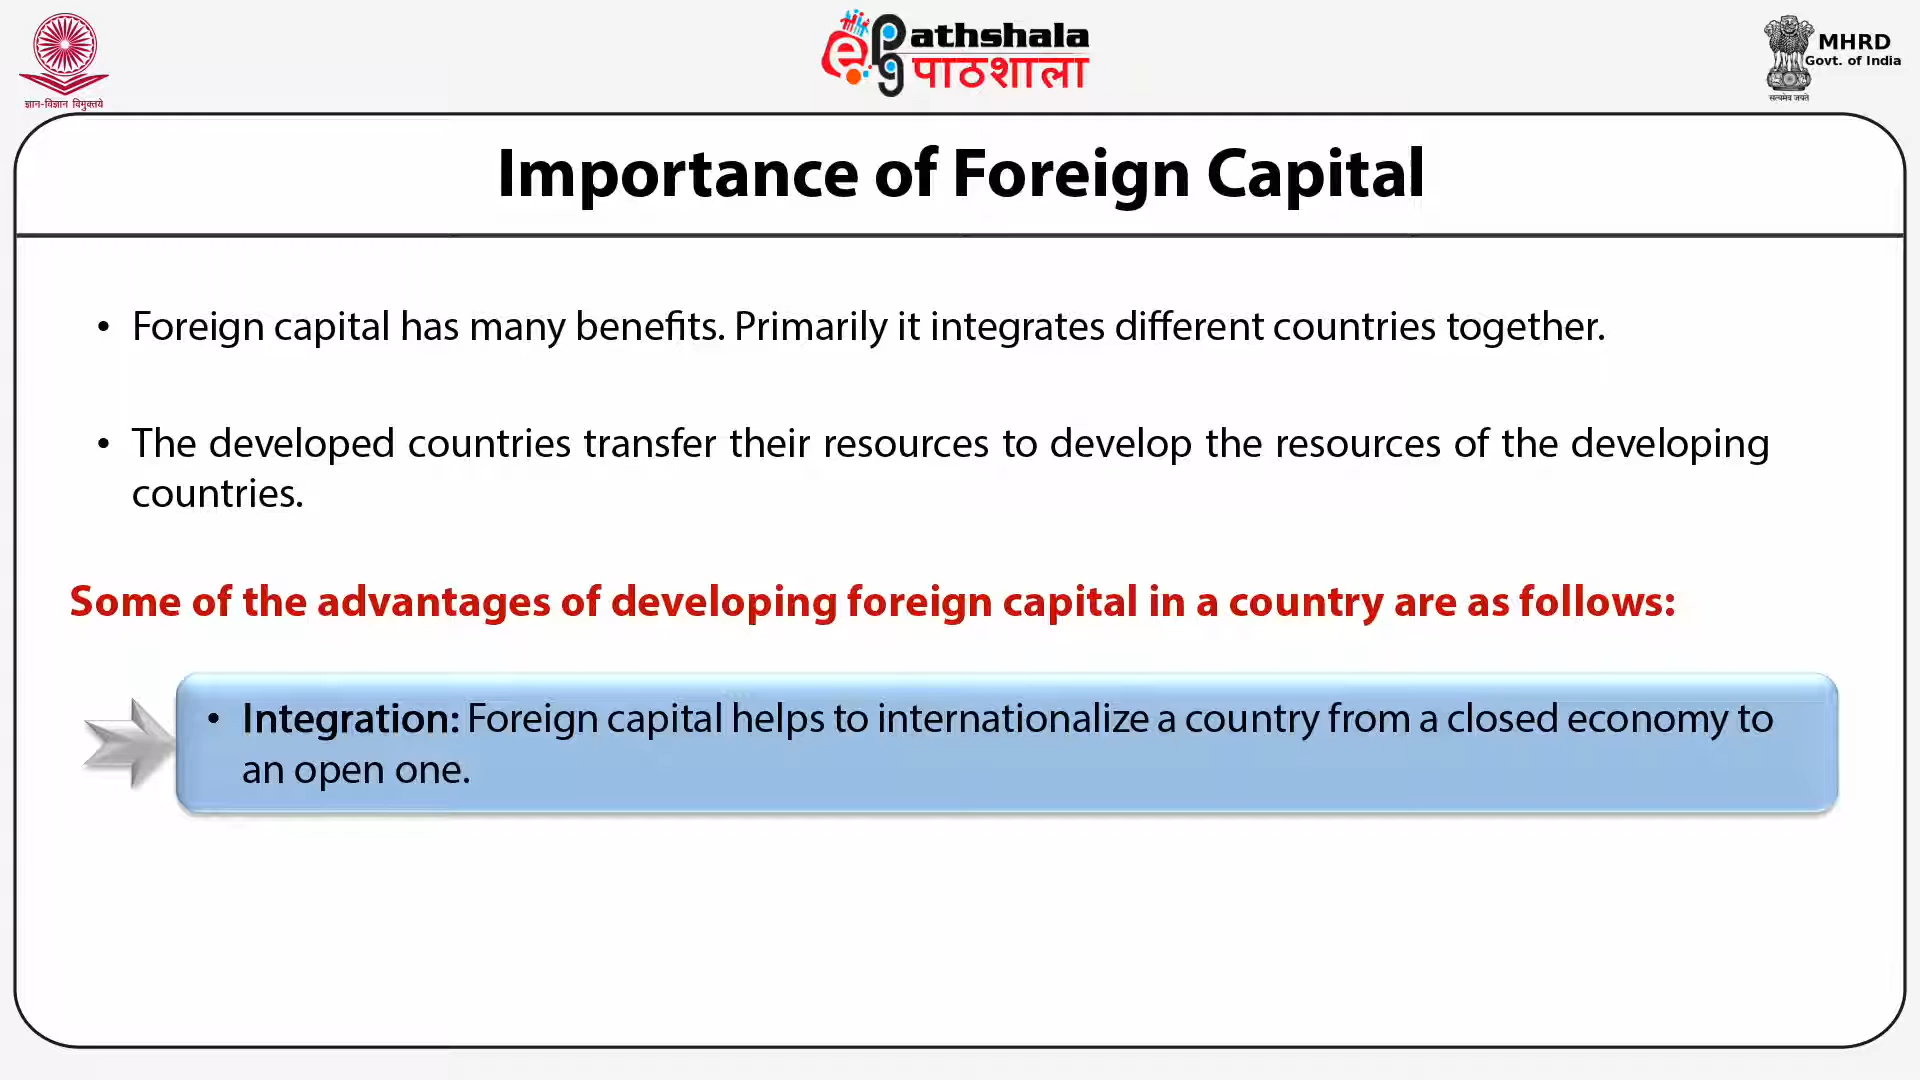 ज्ञान-विज्ञान विमुक्तये
ePathshala
पाठशाला
MHRD
Govt. of India
सत्यमेव जयते
Importance of Foreign Capital
• Foreign capital has many benefits. Primarily it integrates different countries together.
• The developed countries transfer their resources to develop the resources of the developing
countries.
Some of the advantages of developing foreign capital in a country are as follows:
• Integration: Foreign capital helps to internationalize a country from a closed economy to
an open one.